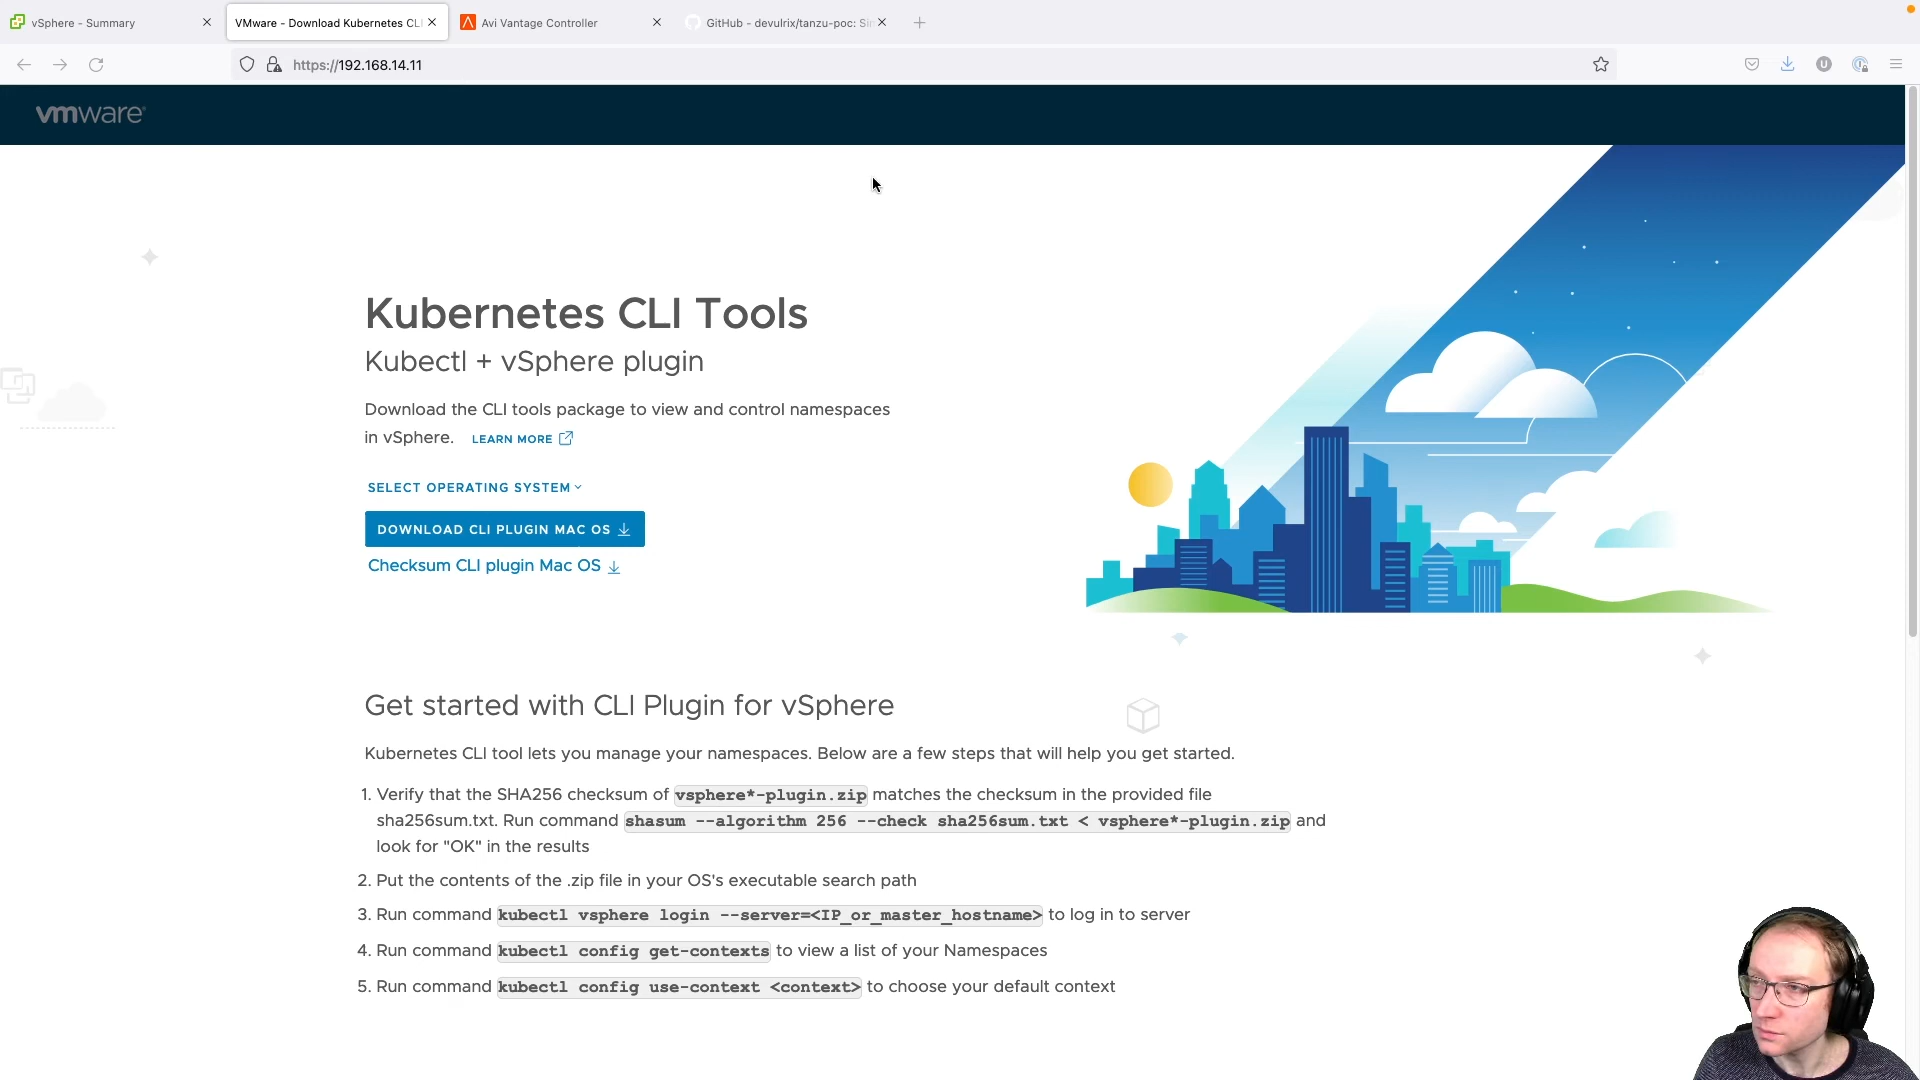 vSphere - Summary
VMware - Download Kubernetes CL
Avi Vantage Controller
GitHub - devulrix/tanzu-poc: Si
https://192.168.14.11
vmware
Kubernetes CLI Tools
Kubectl + vSphere plugin
Download the CLI tools package to view and control namespaces
in vSphere. LEARN MORE
SELECT OPERATING SYSTEM
DOWNLOAD CLI PLUGIN MAC OS
Checksum CLI plugin Mac OS
Get started with CLI Plugin for vSphere
Kubernetes CLI tool lets you manage your namespaces. Below are a few steps that will help you get started.
1. Verify that the SHA256 checksum of vsphere*-plugin.zip matches the checksum in the provided file
sha256sum.txt. Run command shasum --algorithm 256 --check sha256sum.txt < vsphere*-plugin.zip and
look for "OK" in the results
2. Put the contents of the .zip file in your OS's executable search path
3. Run command kubectl vsphere login --server=<IP_or_master_hostname> to log in to server
4. Run command kubectl config get-contexts to view a list of your Namespaces
5. Run command kubectl config use-context <context> to choose your default context